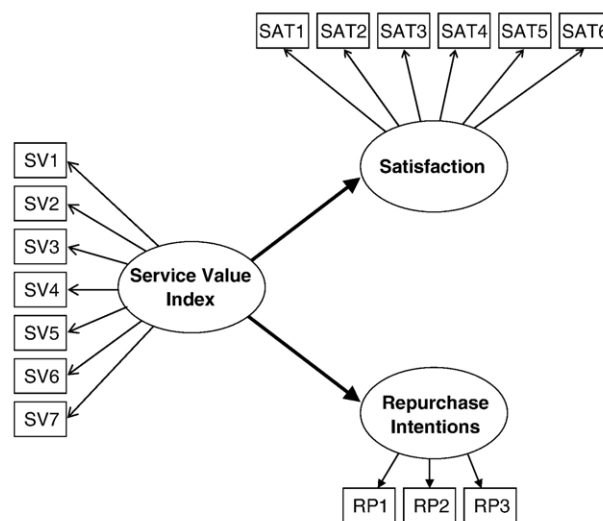 SAT1 SAT2 SAT3 SAT4 SAT5 SAT6
Satisfaction
SV1
SV2
SV3
SV4
SV5
SV6
SV7
Service Value
Index
Repurchase
Intentions
RP1 RP2 RP3